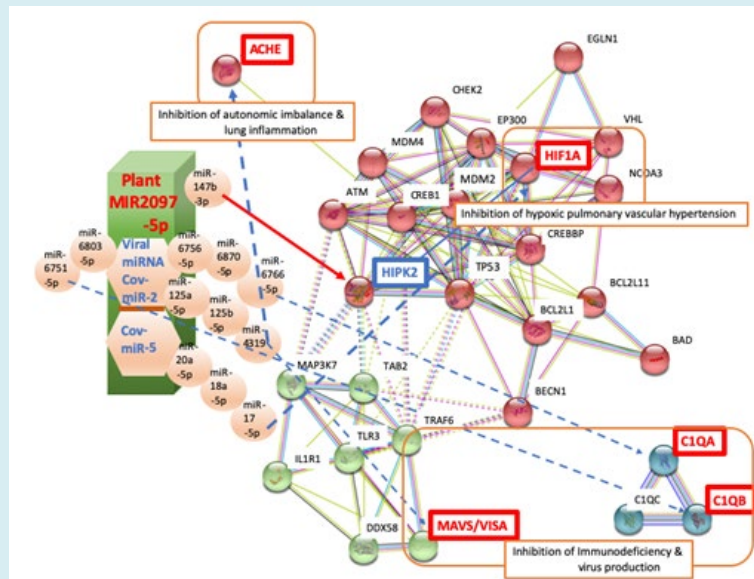 ACHE
Inhibition of autonomic imbalance &
lung inflammation
EGLN1
CHEK2
EP300
VHL
MDM4
HIF1A
NCOA3
ATM
CREB1
MDM2
Inhibition of hypoxic pulmonary vascular hypertension
CREBBP
Plant
MIR2097
-5p
miR-
147b
-3p
miR-
6751
-5p
miR-
6803
-5p
Viral
miRNA
Cov-
miR-2
miR-
6756
-5p
miR-
6870
-5p
miR-
6766
-5p
miR-
125a
-5p
miR-
125b
-5p
miR-
4319
Cov-
miR-5
miR-
20a
-5p
miR-
18a
-5p
miR-
17
-5p
HIPK2
TP53
BCL2L11
BCL2L1
BAD
MAP3K7
TAB2
BECN1
TRAF6
TLR3
IL1R1
DDX58
MAVS/VISA
C1QA
C1QC
C1QB
Inhibition of Immunodeficiency &
virus production